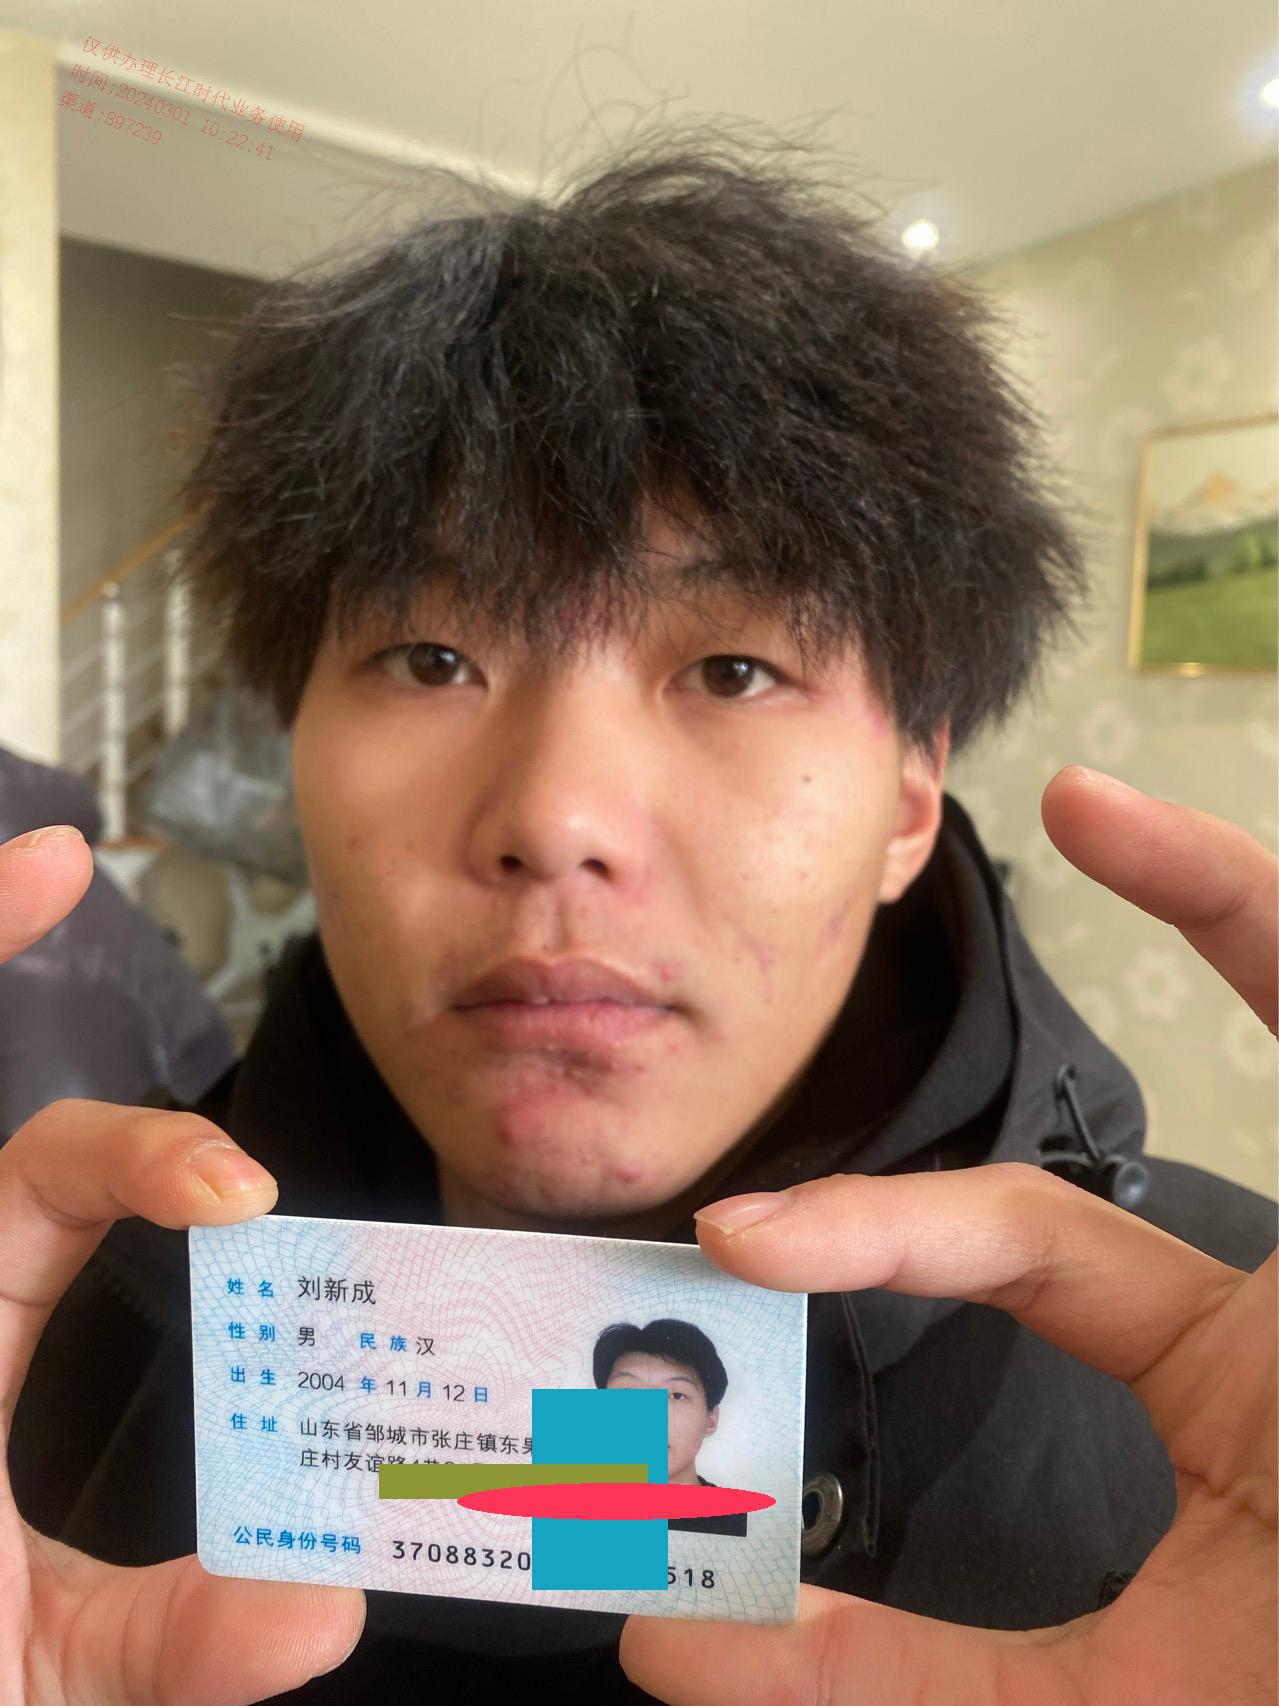 仅供办理长江时代业务使用
时间:20240301 10:22:41
渠道:897239
姓名 刘新成
性别 男 民族 汉
出生 2004 年 11 月 12 日
住址 山东省邹城市张庄镇东
庄村友谊路
公民身份号码 37088320 518